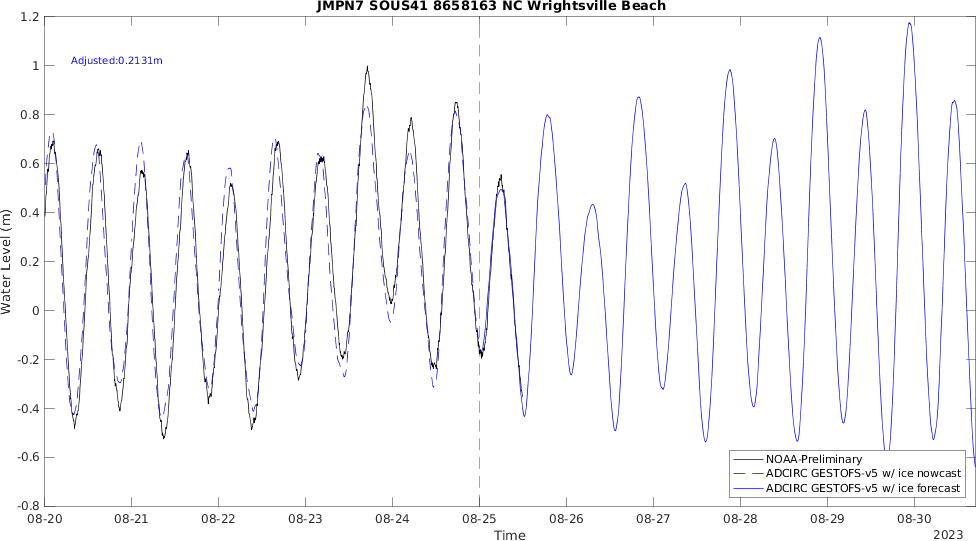 JMPN7 SOUS41 8658163 NC Wrightsville Beach
1.2
1
0.8
0.6
0.4
0.2
0
-0.2
-0.4
-0.6
-0.8
Water Level (m)
Adjusted:0.2131m
NOAA-Preliminary
ADCIRC GESTOFS-v5 w/ ice nowcast
ADCIRC GESTOFS-v5 w/ ice forecast
08-20 08-21 08-22 08-23 08-24 08-25 08-26 08-27 08-28 08-29 08-30
Time
2023